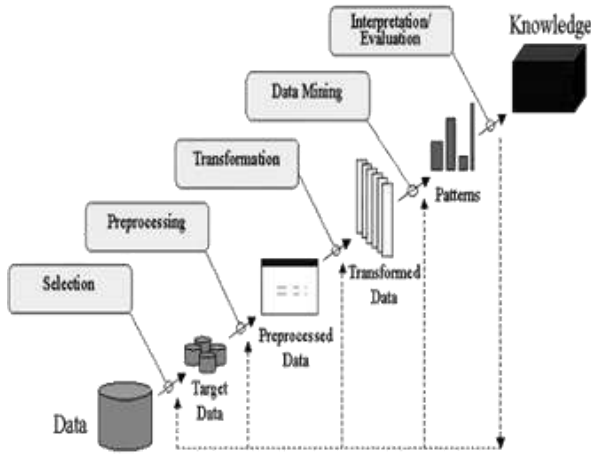 Interpretation/
Evaluation
Knowledge
Data Mining
Transformation
Patterns
Preprocessing
Transformed
Data
Selection
Preprocessed
Data
Target
Data
Data